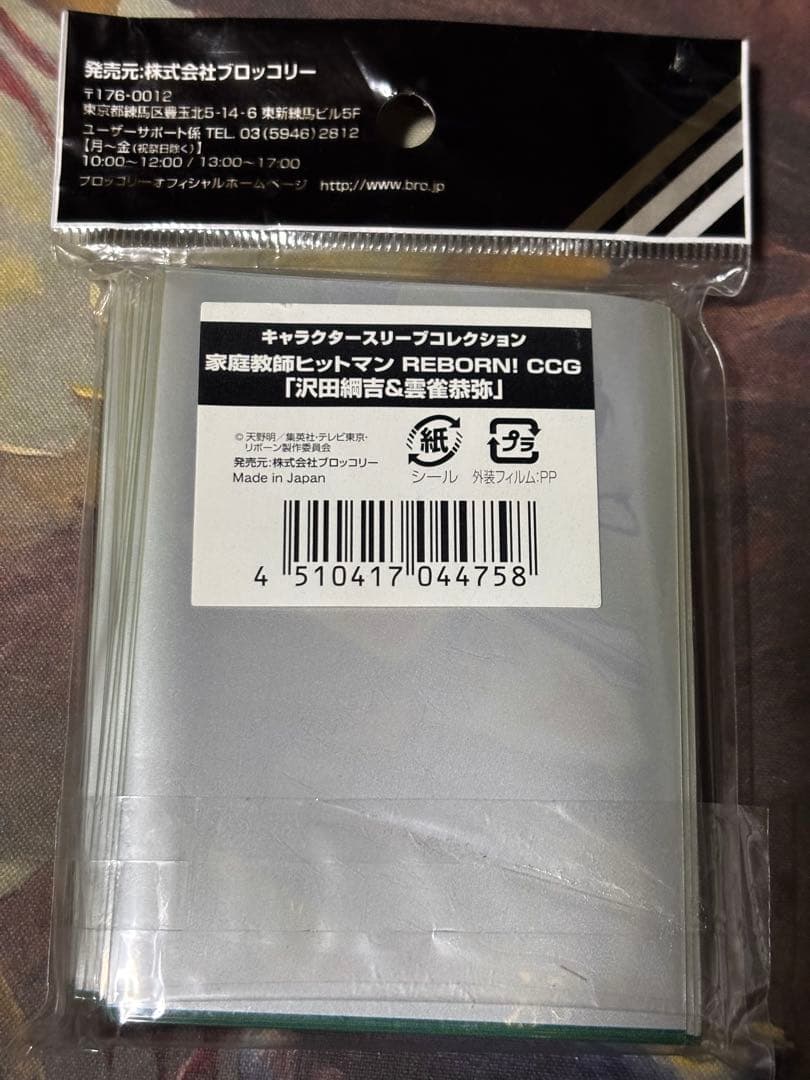 発売元:株式会社ブロッコリー
〒176-0012
東京都練馬区豊玉北5-14-6 東新練馬ビル5F
ユーザーサポート係 TEL. 03(5946)2812
【月〜金(祝祭日除く)】
10:00〜12:00 / 13:00〜17:00
ブロッコリーオフィシャルホームページ http://www.bro.jp
キャラクタースリーブコレクション
家庭教師ヒットマン REBORN! CCG
「沢田綱吉&雲雀恭弥」
© 天野明／集英社・テレビ東京・
リボーン製作委員会
発売元:株式会社ブロッコリー
Made in Japan
紙
シール
プラ
外装フィルム:PP
4 510417 044758